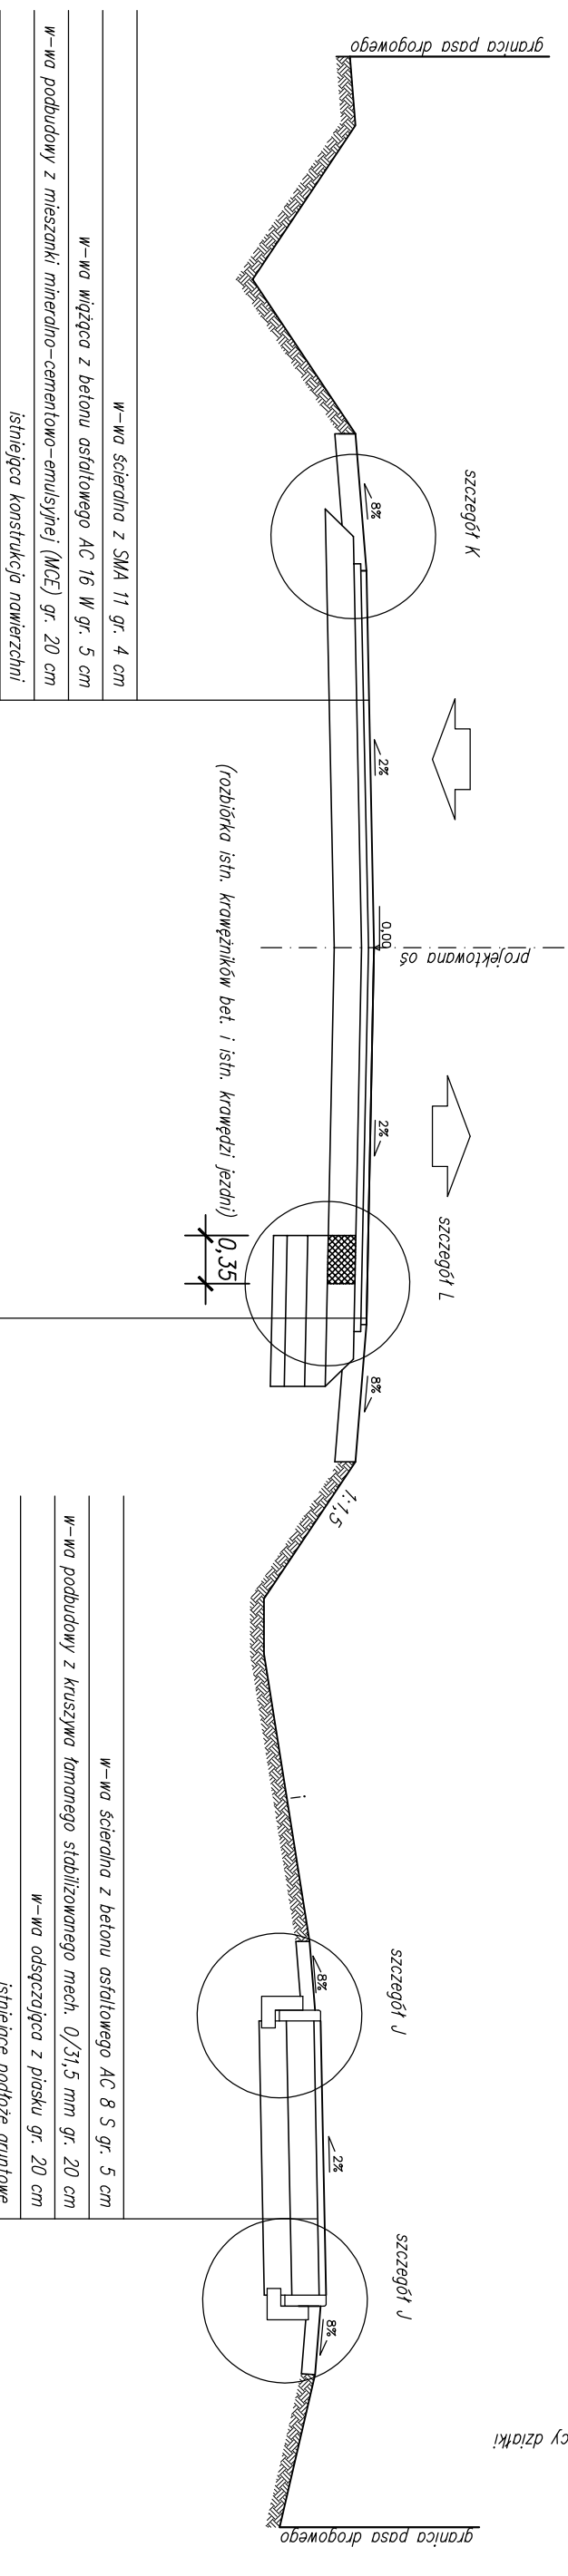 granica pasa drogowego
szczegół K
8%
2%
0,00
projektowana oś
2%
szczegół L
8%
1:1,5
i
szczegół J
8%
2%
szczegół J
8%
cy działki
granica pasa drogowego
(rozbiórka istn. krawężników bet. i istn. krawędzi jezdni)
0,35
w-wa ścieralna z SMA 11 gr. 4 cm
w-wa wiążąca z betonu asfaltowego AC 16 W gr. 5 cm
w-wa podbudowy z mieszanki mineralno-cementowo-emulsyjnej (MCE) gr. 20 cm
istniejąca konstrukcja nawierzchni
w-wa ścieralna z betonu asfaltowego AC 8 S gr. 5 cm
w-wa podbudowy z kruszywa łamanego stabilizowanego mech. 0/31,5 mm gr. 20 cm
w-wa odsączająca z piasku gr. 20 cm
istniejące podłoże gruntowe